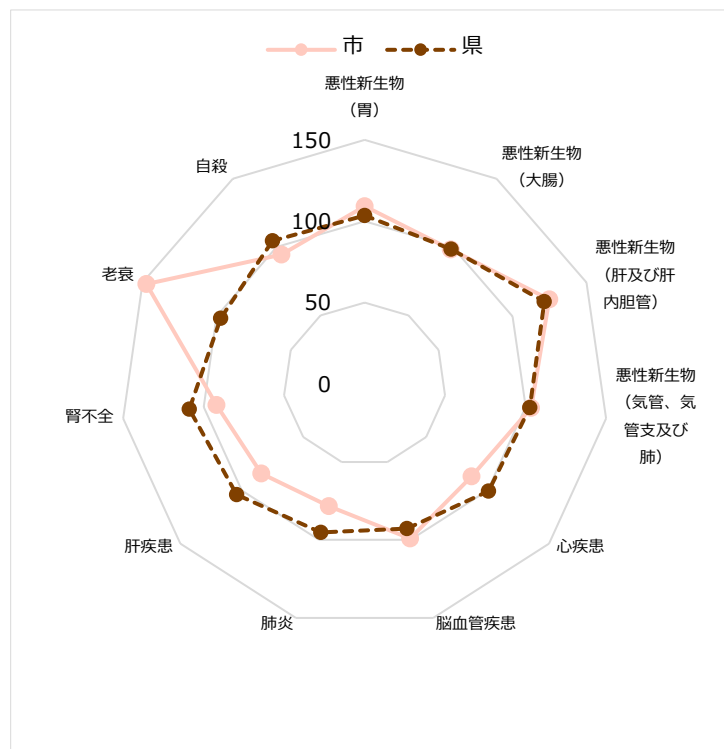 市
県
悪性新生物
（胃）
悪性新生物
（大腸）
悪性新生物
（肝及び肝
内胆管）
悪性新生物
（気管、気
管支及び
肺）
心疾患
脳血管疾患
肺炎
肝疾患
腎不全
老衰
自殺
150
100
50
0